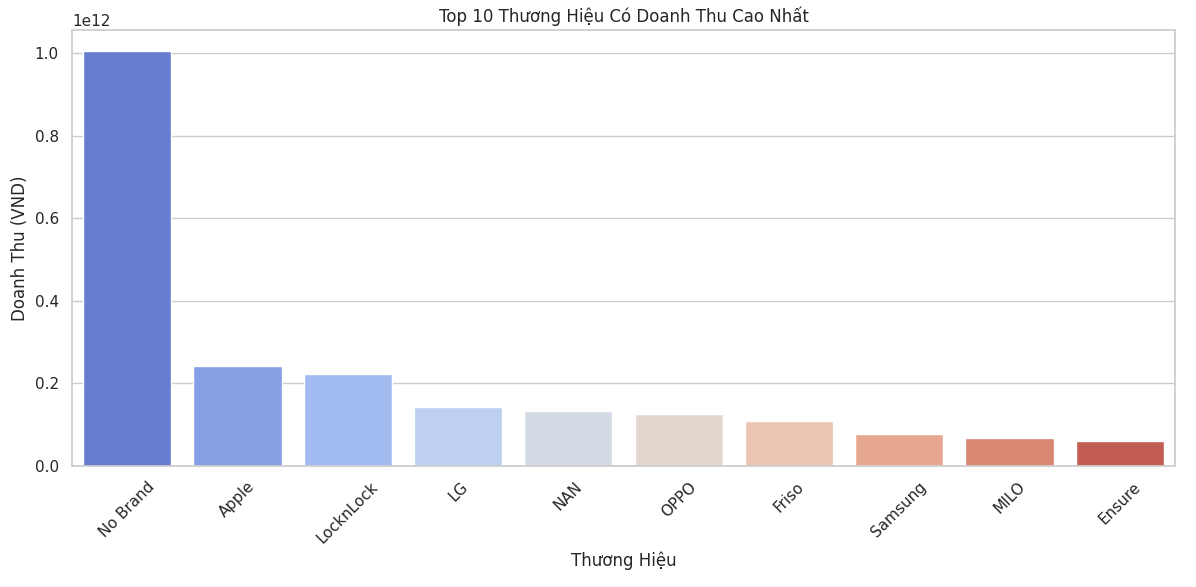 Top 10 Thương Hiệu Có Doanh Thu Cao Nhất
1e12
1.0
0.8
0.6
0.4
0.2
0.0
Doanh Thu (VND)
No Brand
Apple
LocknLock
LG
NAN
OPPO
Friso
Samsung
MILO
Ensure
Thương Hiệu